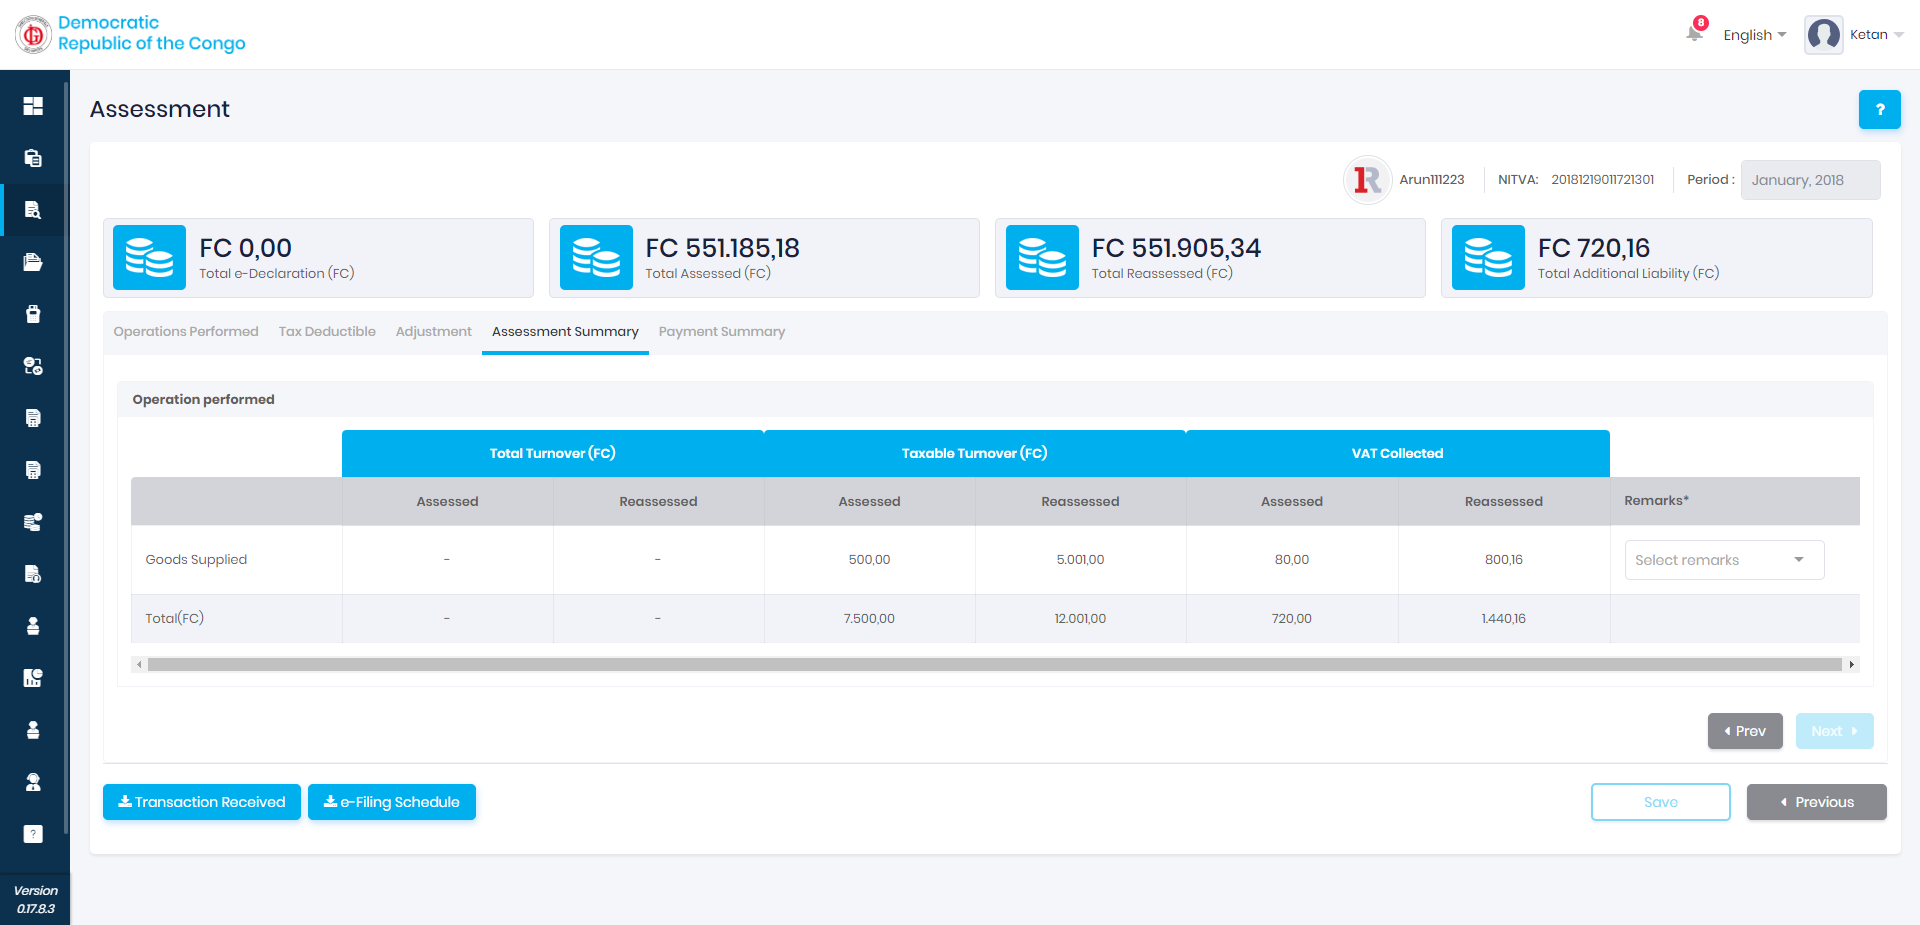 Democratic
Republic of the Congo
8
English
Ketan
Assessment
?
Arun111223
NITVA: 20181219011721301
Period : January, 2018
FC 0,00
Total e-Declaration (FC)
FC 551.185,18
Total Assessed (FC)
FC 551.905,34
Total Reassessed (FC)
FC 720,16
Total Additional Liability (FC)
Operations Performed Tax Deductible Adjustment Assessment Summary Payment Summary
Operation performed
Total Turnover (FC) Taxable Turnover (FC) VAT Collected
Assessed Reassessed Assessed Reassessed Assessed Reassessed Remarks*
Goods Supplied - - 500,00 5.001,00 80,00 800,16 Select remarks
Total(FC) - - 7.500,00 12.001,00 720,00 1.440,16
Prev Next
Transaction Received e-Filing Schedule Save Previous
?
Version
0.17.8.3